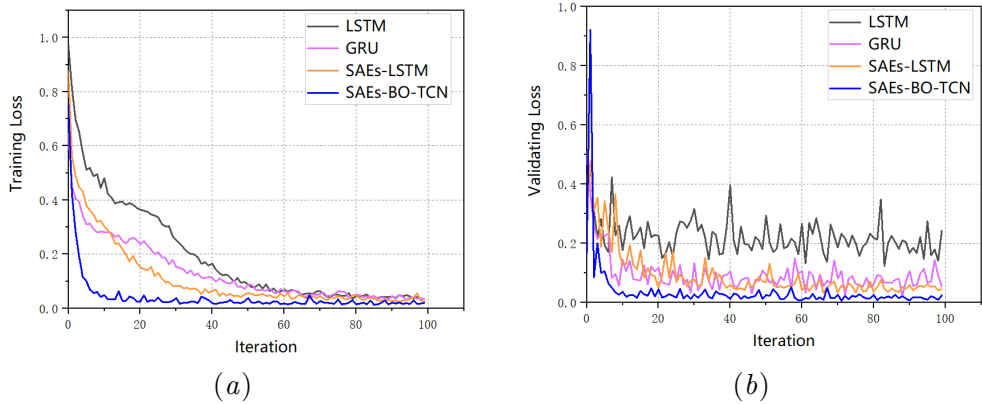 LSTM
GRU
SAEs-LSTM
SAEs-BO-TCN
Training Loss
1.0
0.8
0.6
0.4
0.2
0.0
0 20 40 60 80 100
Iteration
(a)
LSTM
GRU
SAEs-LSTM
SAEs-BO-TCN
Validating Loss
1.0
0.8
0.6
0.4
0.2
0.0
0 20 40 60 80 100
Iteration
(b)